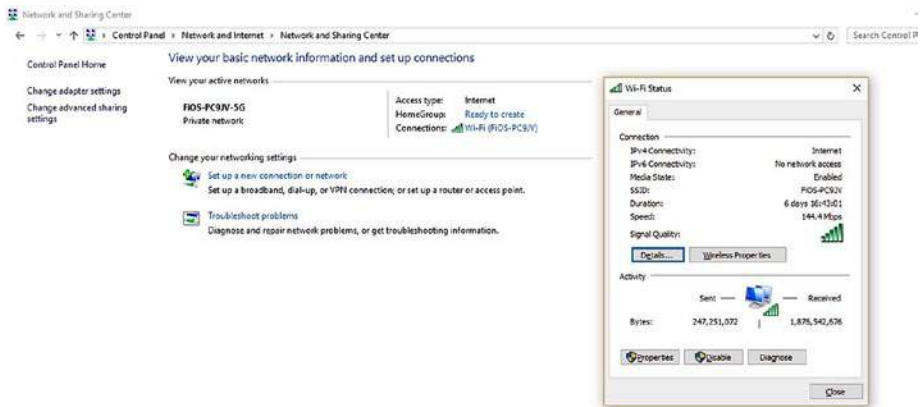 Network and Sharing Center
Control Panel › Network and Internet › Network and Sharing Center
Search Control P
Control Panel Home
Change adapter settings
Change advanced sharing
settings
View your basic network information and set up connections
View your active networks
FiOS-PC9JV-5G
Private network
Access type: Internet
HomeGroup: Ready to create
Connections: Wi-Fi (FiOS-PC9JV)
Change your networking settings
Set up a new connection or network
Set up a broadband, dial-up, or VPN connection; or set up a router or access point.
Troubleshoot problems
Diagnose and repair network problems, or get troubleshooting information.
Wi-Fi Status
General
Connection
IPv4 Connectivity: Internet
IPv6 Connectivity: No network access
Media State: Enabled
SSID: FiOS-PC9JV
Duration: 6 days 16:43:01
Speed: 144.4 Mbps
Signal Quality:
Details...
Wireless Properties
Activity
Sent — — Received
Bytes: 247,251,072 | 1,876,542,676
Properties
Disable
Diagnose
Close